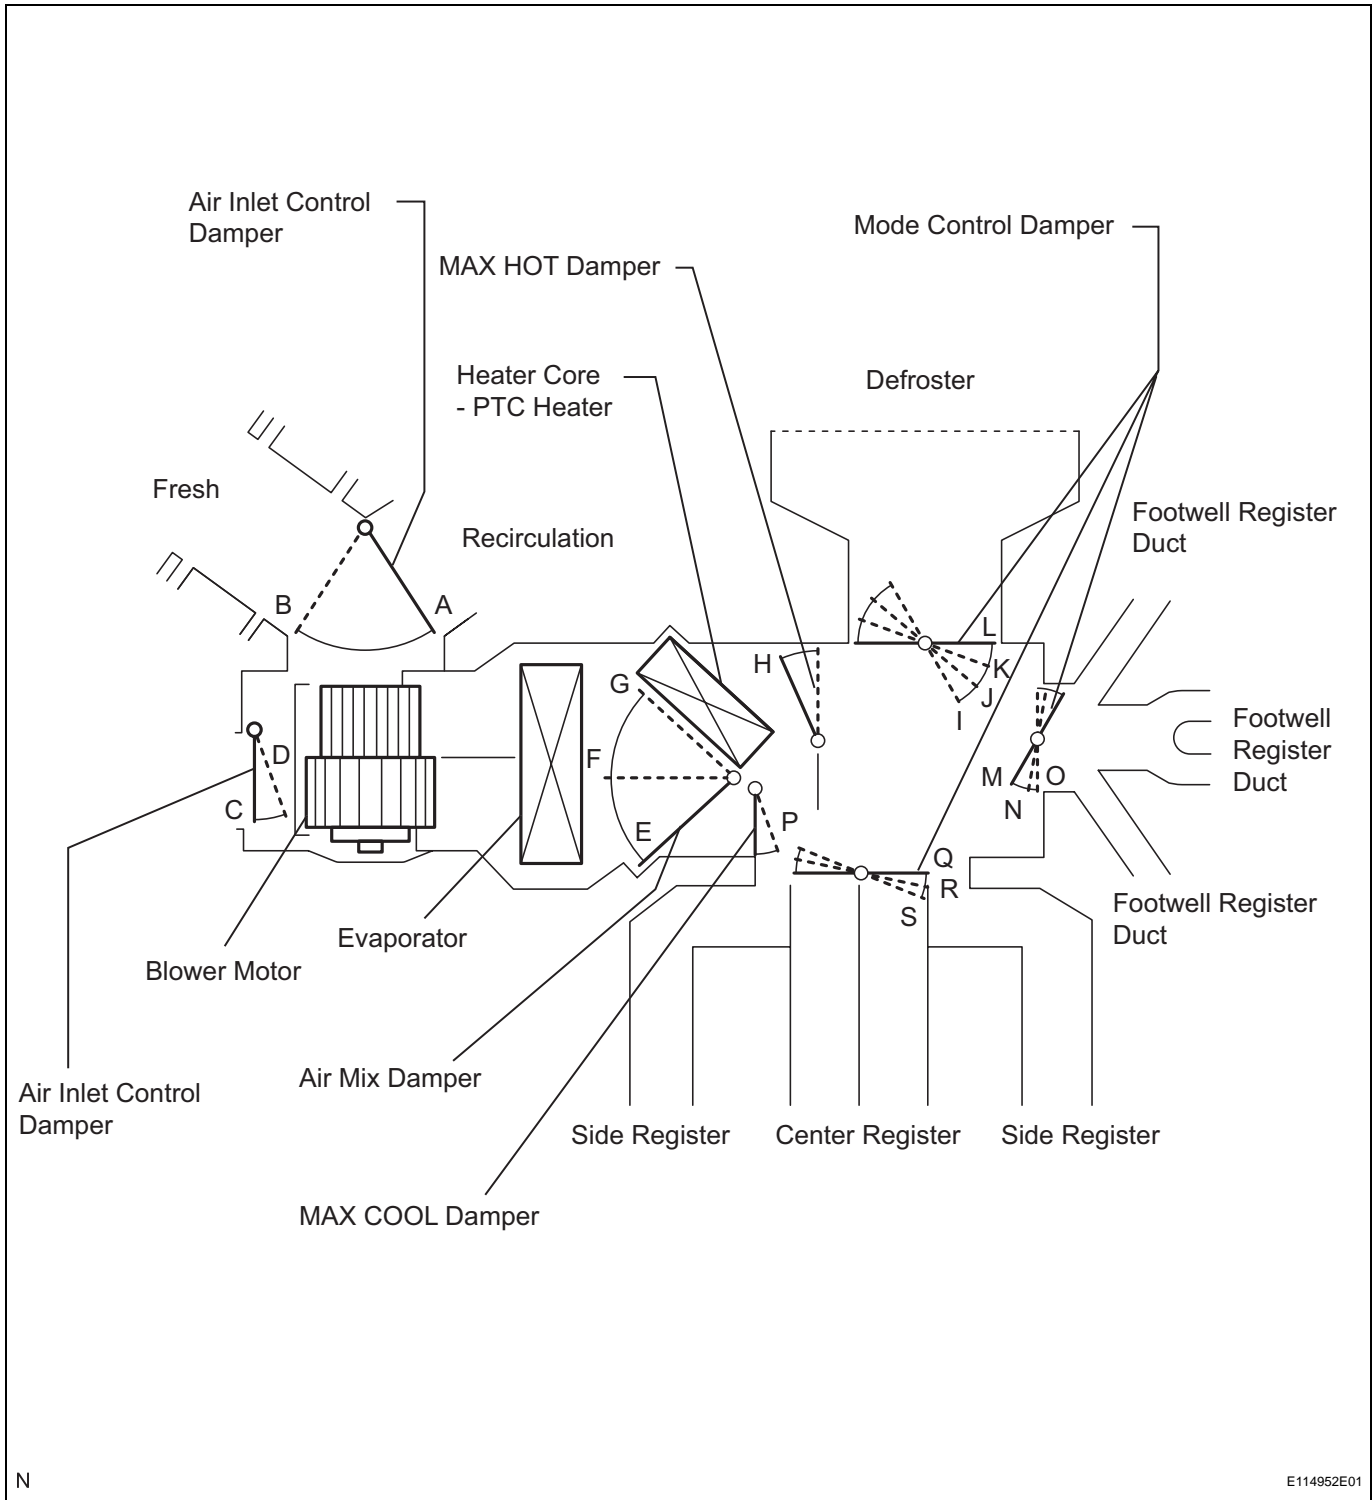 Air Inlet Control
Damper
Mode Control Damper
MAX HOT Damper
Heater Core
- PTC Heater
Defroster
Fresh
Recirculation
Footwell Register
Duct
B
A
L
K
J
I
H
G
F
E
D
C
M
N
O
P
Q
R
S
Footwell
Register
Duct
Footwell Register
Duct
Evaporator
Blower Motor
Air Mix Damper
Air Inlet Control
Damper
Side Register
Center Register
Side Register
MAX COOL Damper
N
E114952E01